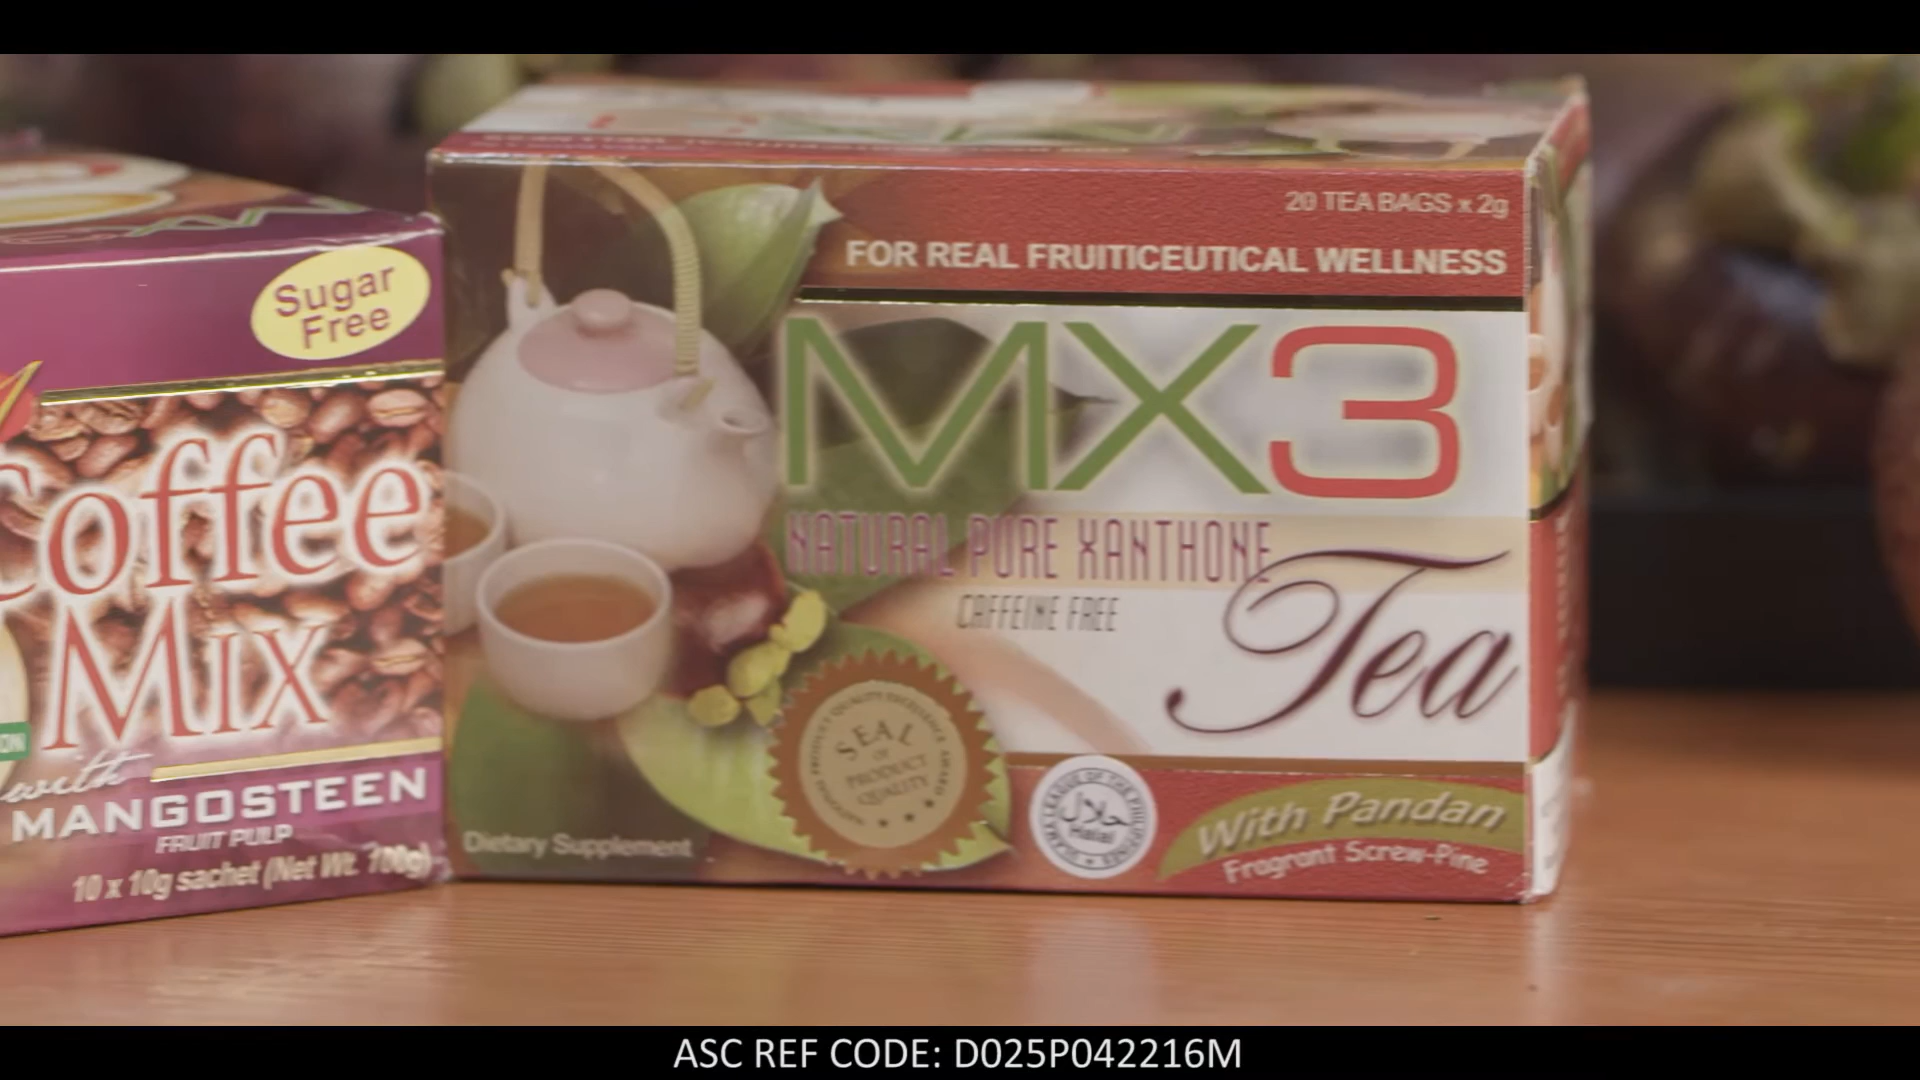 Sugar
Free
Coffee
MIX
with
MANGOSTEEN
FRUIT PULP
10 x 10g sachet (Net Wt. 100g)
20 TEA BAGS x 2g
FOR REAL FRUITICEUTICAL WELLNESS
MX3
NATURAL PURE XANTHONE
CAFFEINE FREE
Tea
SEAL
OF
PRODUCT
QUALITY
Dietary Supplement
حلال
Halal
With Pandan
Fragrant Screw-Pine
ASC REF CODE: D025P042216M